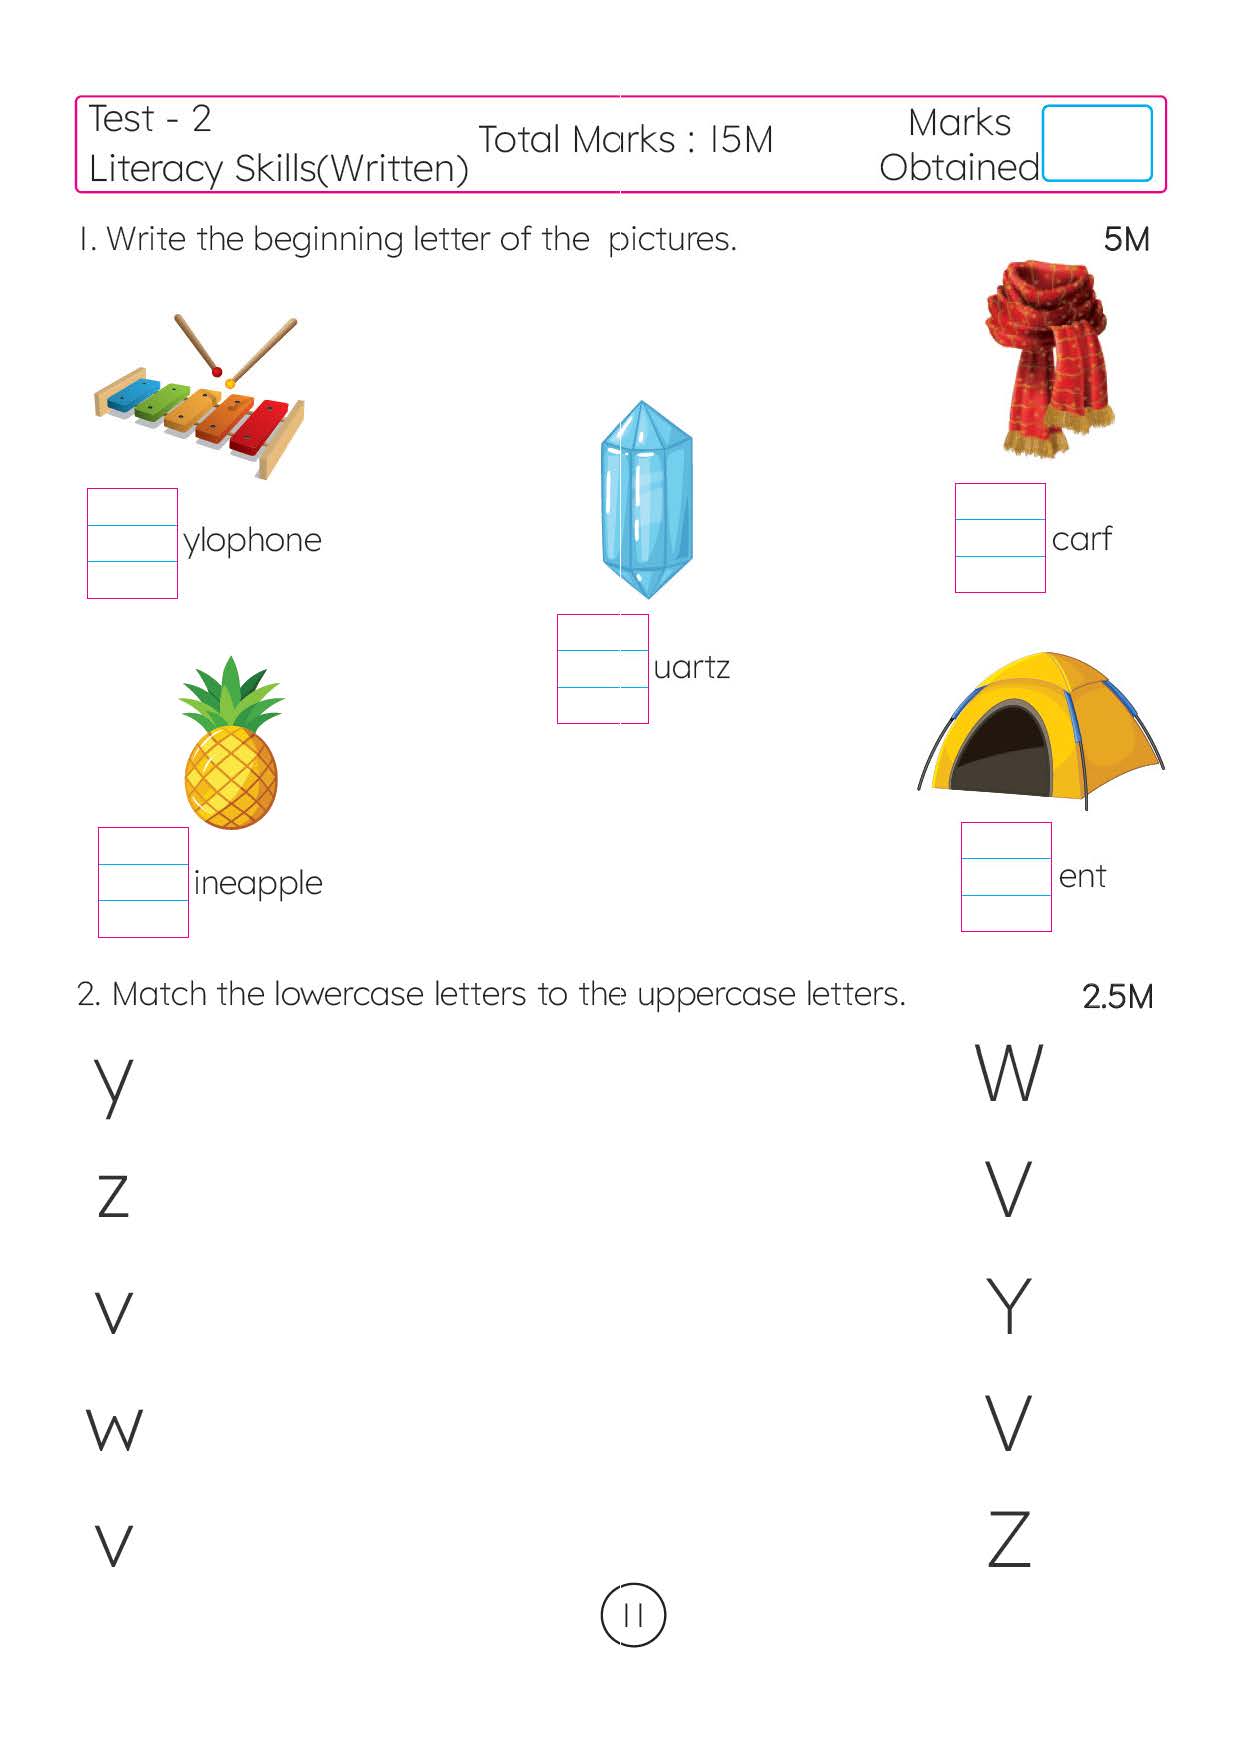 Test - 2
Literacy Skills(Written)
Total Marks : 15M
Marks
Obtained
1. Write the beginning letter of the pictures.
5M
ylophone
uartz
carf
ineapple
ent
2. Match the lowercase letters to the uppercase letters.
2.5M
y W
z V
v Y
w V
v Z
11